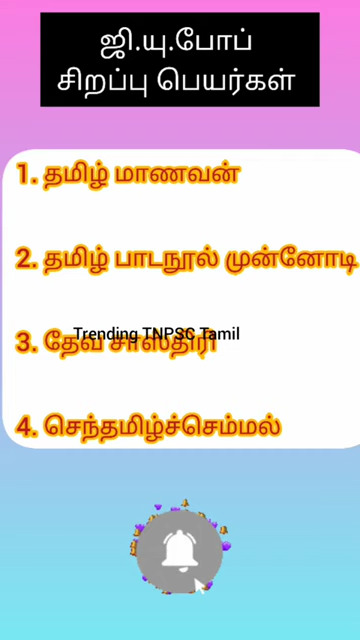 ஜி.யு.போப்
சிறப்பு பெயர்கள்
1. தமிழ் மாணவன்
2. தமிழ் பாடநூல் முன்னோடி
Trending TNPSC Tamil
3. தேவ சாஸ்திரி
4. செந்தமிழ்ச்செம்மல்